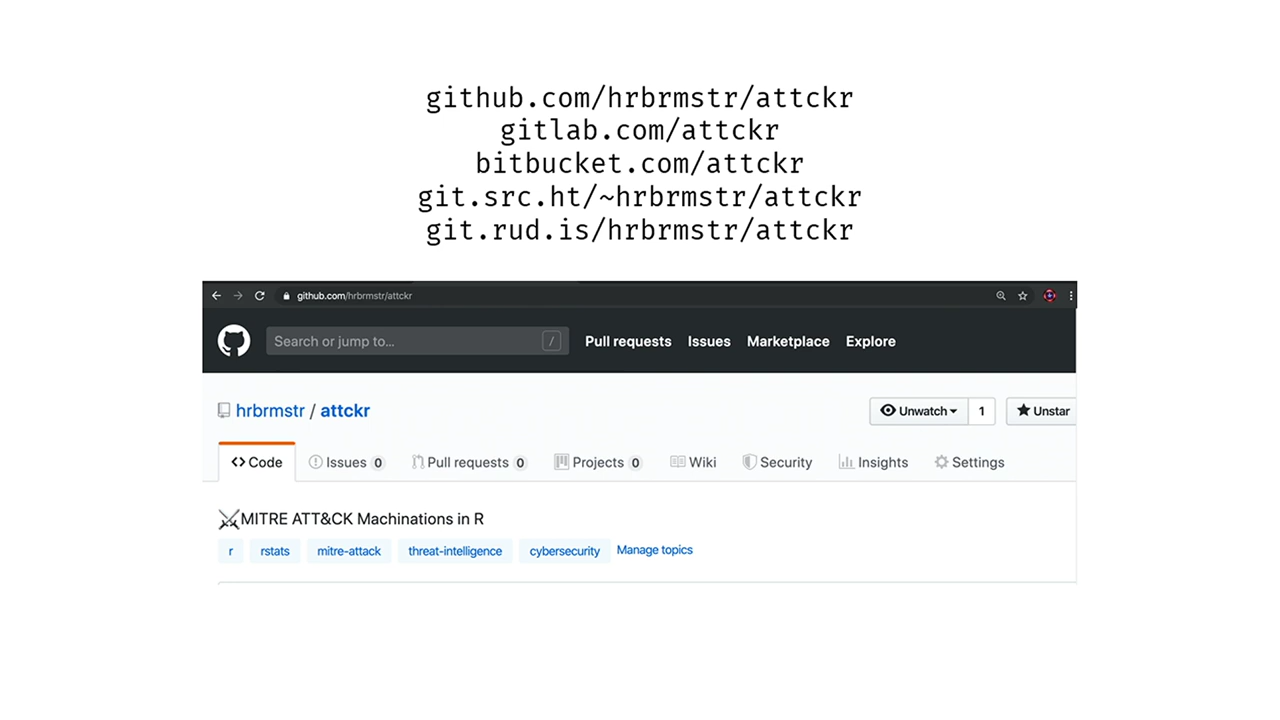 github.com/hrbrmstr/attckr
gitlab.com/attckr
bitbucket.com/attckr
git.src.ht/~hrbrmstr/attckr
git.rud.is/hrbrmstr/attckr
github.com/hrbrmstr/attckr
Search or jump to... / Pull requests Issues Marketplace Explore
hrbrmstr / attckr Unwatch 1 Unstar
Code Issues 0 Pull requests 0 Projects 0 Wiki Security Insights Settings
MITRE ATT&CK Machinations in R
r rstats mitre-attack threat-intelligence cybersecurity Manage topics